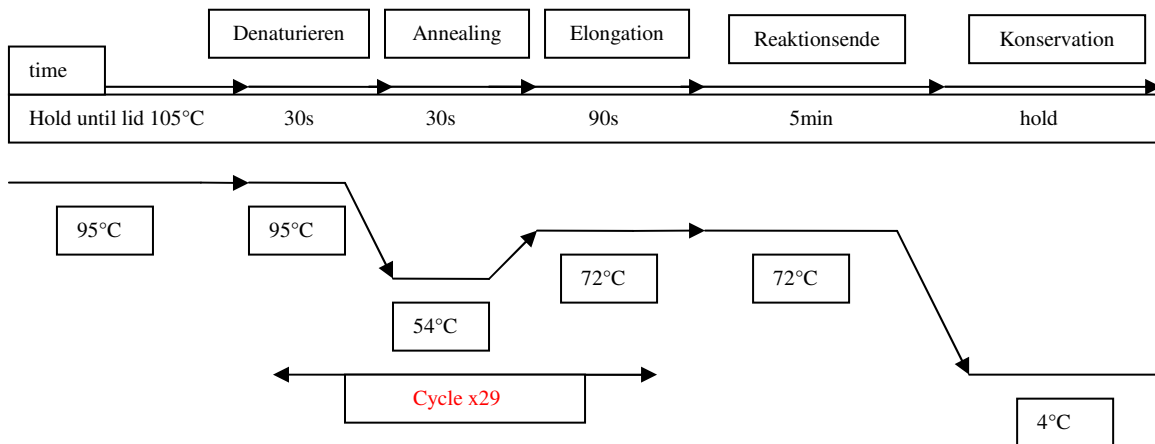 Denaturieren Annealing Elongation Reaktionsende Konservation
time
Hold until lid 105°C 30s 30s 90s 5min hold
95°C 95°C 72°C 72°C
54°C
Cycle x29
4°C